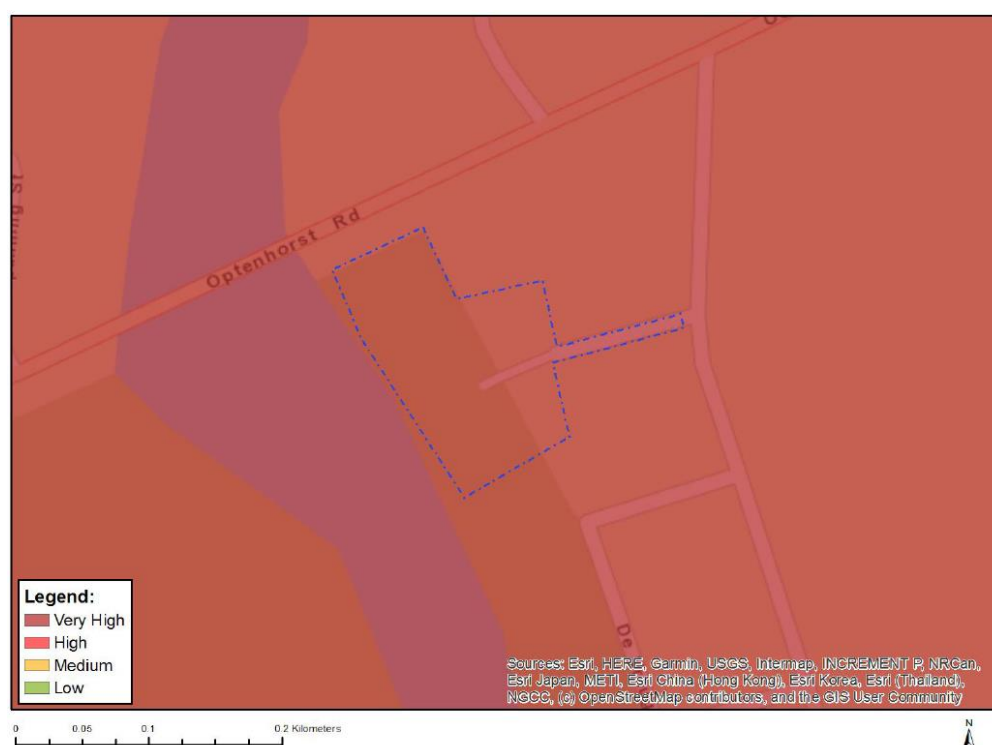 Optenhorst Rd
De
Legend:
Very High
High
Medium
Low
Sources: Esri, HERE, Garmin, USGS, Intermap, INCREMENT P, NRCan,
Esri Japan, METI, Esri China (Hong Kong), Esri Korea, Esri (Thailand),
NGCC, (c) OpenStreetMap contributors, and the GIS User Community
0 0.05 0.1 0.2 Kilometers
N